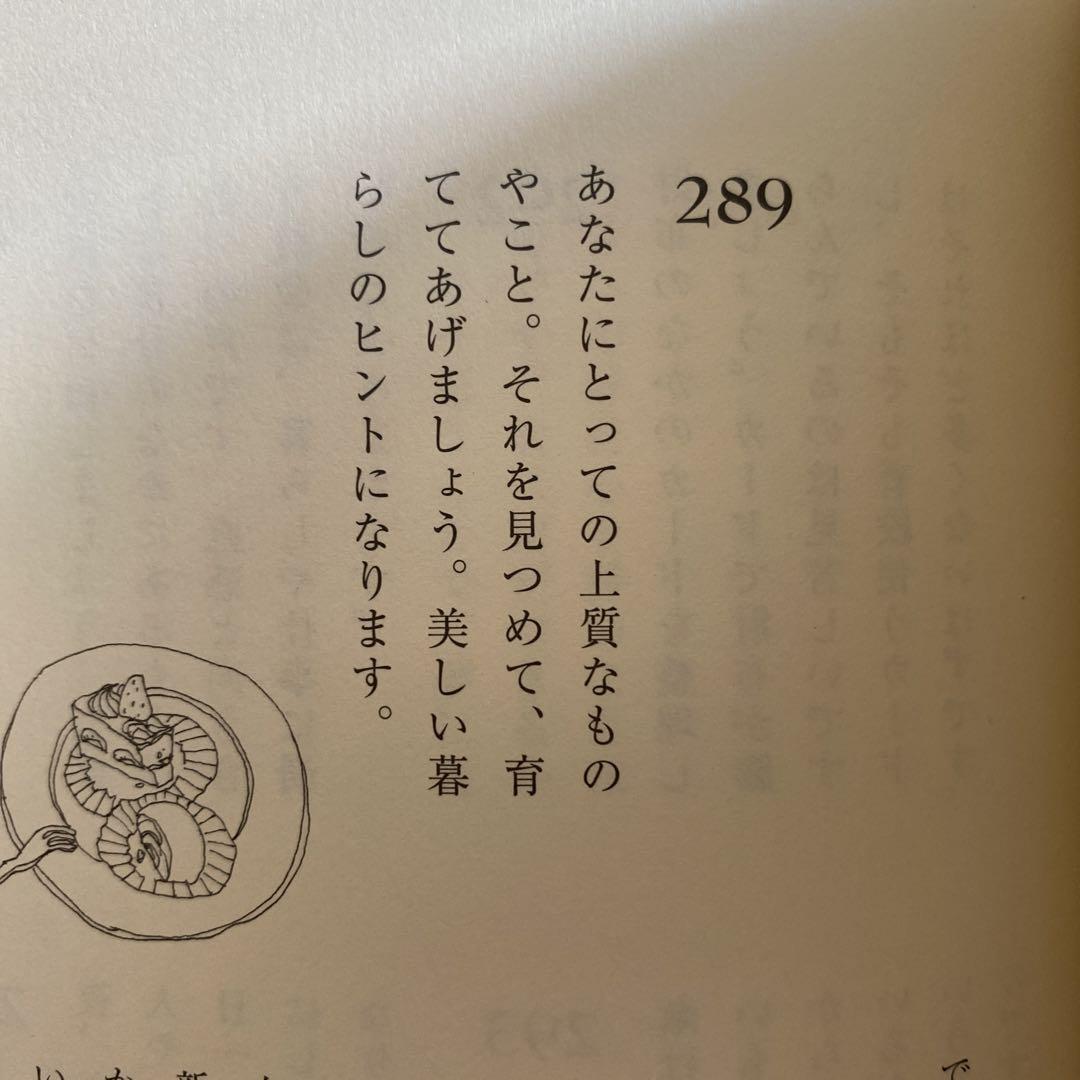 289
あなたにとっての上質なもの
やこと。それを見つめて、育
ててあげましょう。美しい暮
らしのヒントになります。
で